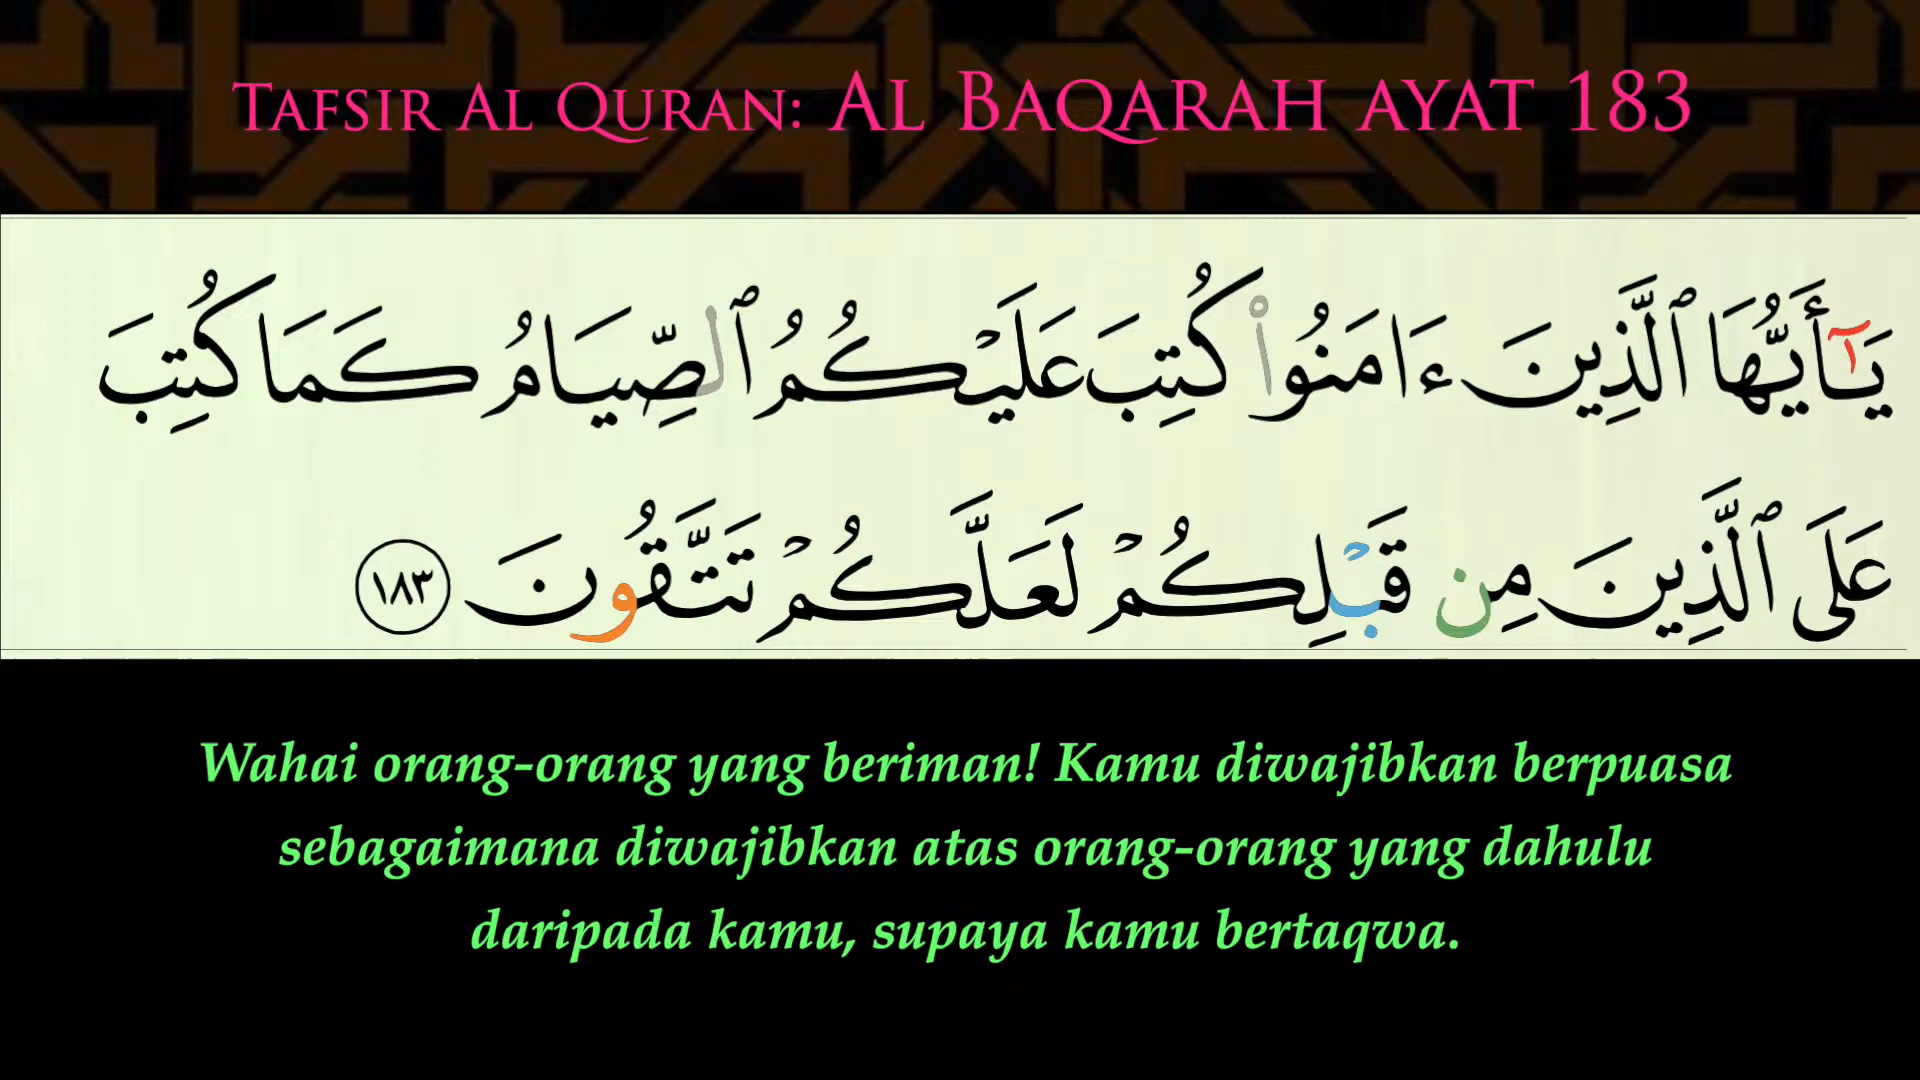 TAFSIR AL QURAN: AL BAQARAH AYAT 183
يَـٰٓأَيُّهَا ٱلَّذِينَ ءَامَنُوا۟ كُتِبَ عَلَيْكُمُ ٱلصِّيَامُ كَمَا كُتِبَ
عَلَى ٱلَّذِينَ مِن قَبْلِكُمْ لَعَلَّكُمْ تَتَّقُونَ ١٨٣
Wahai orang-orang yang beriman! Kamu diwajibkan berpuasa
sebagaimana diwajibkan atas orang-orang yang dahulu
daripada kamu, supaya kamu bertaqwa.